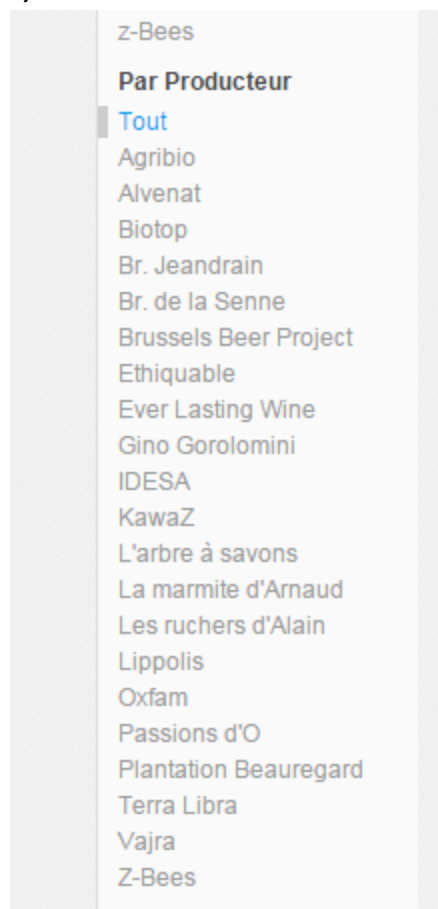 z-Bees
Par Producteur
Tout
Agribio
Alvenat
Biotop
Br. Jeandrain
Br. de la Senne
Brussels Beer Project
Ethiquable
Ever Lasting Wine
Gino Gorolomini
IDESA
KawaZ
L'arbre à savons
La marmite d'Arnaud
Les ruchers d'Alain
Lippolis
Oxfam
Passions d'O
Plantation Beauregard
Terra Libra
Vajra
Z-Bees